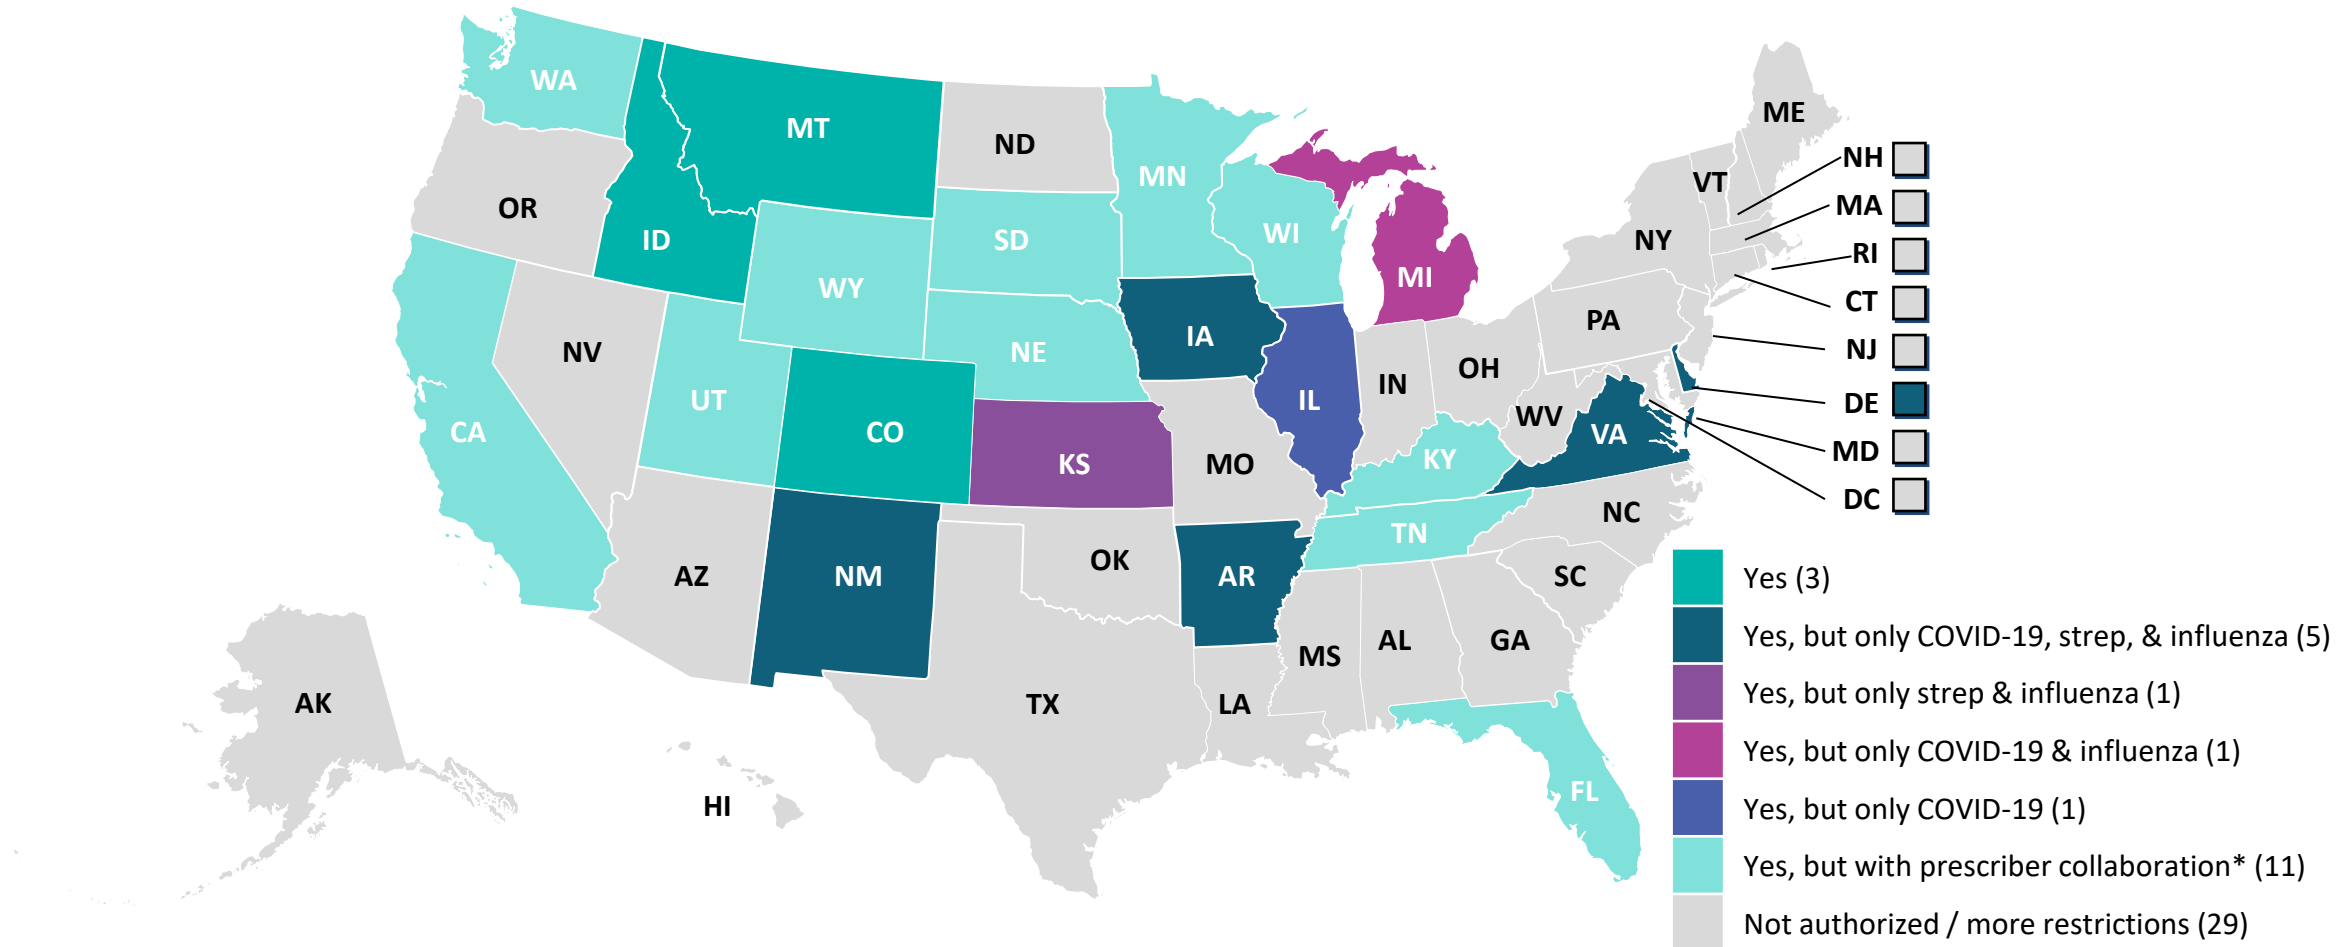 WA
MT
ND
MN
ME
OR
ID
SD
WI
MI
VT
NY
NH
MA
RI
CT
NJ
DE
MD
DC
WY
NV
UT
CA
CO
NE
KS
IA
IL
IN
OH
PA
WV
VA
KY
MO
NC
TN
SC
AZ
NM
OK
AR
MS
AL
GA
TX
LA
FL
AK
HI
Yes (3)
Yes, but only COVID-19, strep, & influenza (5)
Yes, but only strep & influenza (1)
Yes, but only COVID-19 & influenza (1)
Yes, but only COVID-19 (1)
Yes, but with prescriber collaboration* (11)
Not authorized / more restrictions (29)